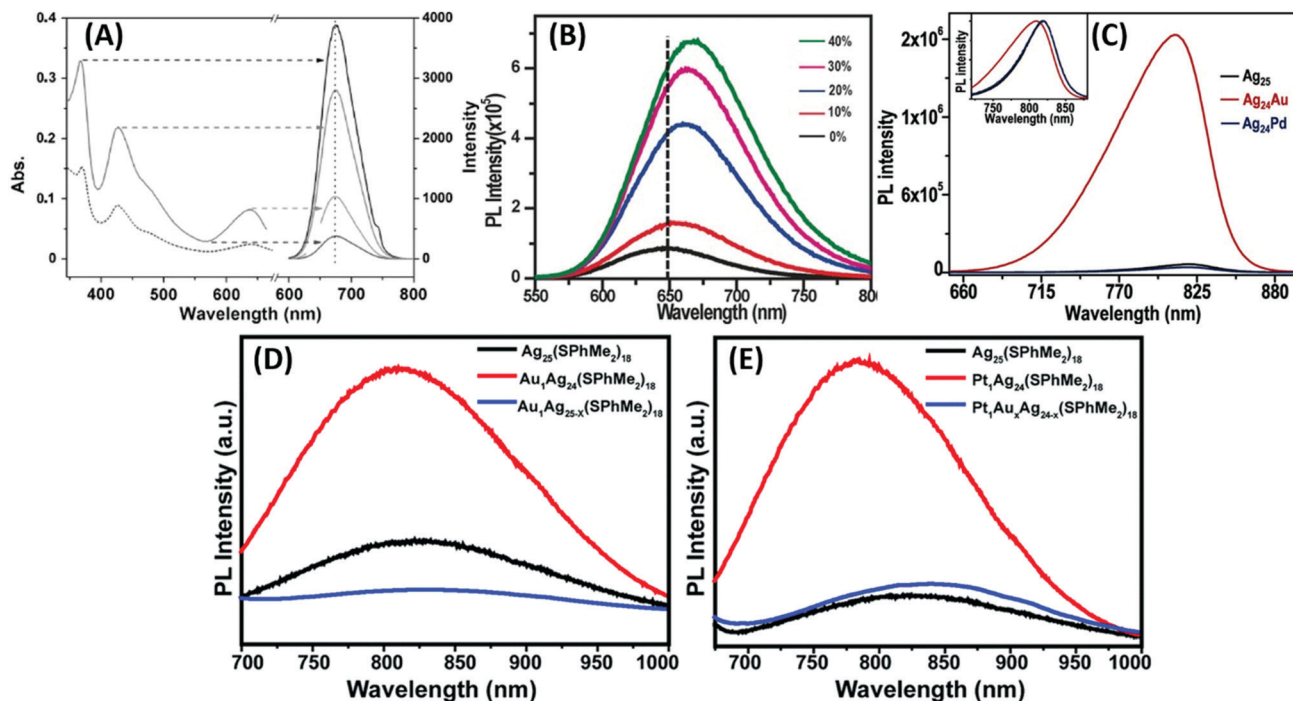 (A)
0.4
0.3
0.2
0.1
0
Abs.
400
500
600
600
700
800
Wavelength (nm)
4000
3000
2000
1000
0
Intensity
(B)
6
4
2
0
PL Intensity(x10⁵)
40%
30%
20%
10%
0%
550
600
650
700
750
800
Wavelength (nm)
(C)
2x10⁶
1x10⁶
6x10⁵
0
PL intensity
PL intensity
750
800
850
Wavelength (nm)
Ag₂₅
Ag₂₄Au
Ag₂₄Pd
660
715
770
825
880
Wavelength (nm)
(D)
Ag₂₅(SPhMe₂)₁₈
Au₁Ag₂₄(SPhMe₂)₁₈
Au₁Ag₂₅₋ₓ(SPhMe₂)₁₈
PL Intensity (a.u.)
700
750
800
850
900
950
1000
Wavelength (nm)
(E)
Ag₂₅(SPhMe₂)₁₈
Pt₁Ag₂₄(SPhMe₂)₁₈
Pt₁AuₓAg₂₄₋ₓ(SPhMe₂)₁₈
PL Intensity (a.u.)
700
750
800
850
900
950
1000
Wavelength (nm)